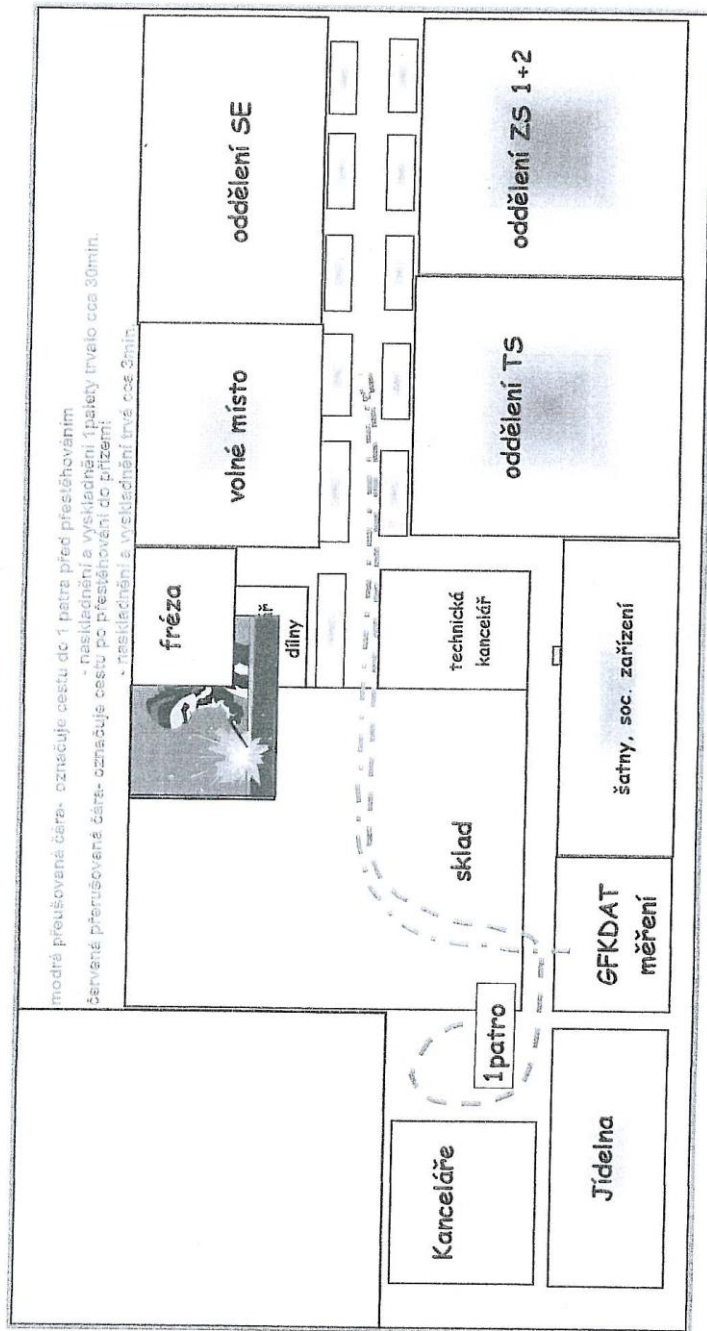 modrá přeušovaná čára- označuje cestu do 1 patra před přestěhováním
- naskladnění a vyskladnění 1palety trvalo cca 30min.
červená přerušovaná čára- označuje cestu po přestěhování do přízemí
- naskladnění a vyskladnění trvá cca 3min.
fréza
volné místo
oddělení SE
dílny
sklad
technická
kancelář
1patro
Kanceláře
Jídelna
GFKDAT
měření
šatny, soc. zařízení
oddělení TS
oddělení ZS 1+2